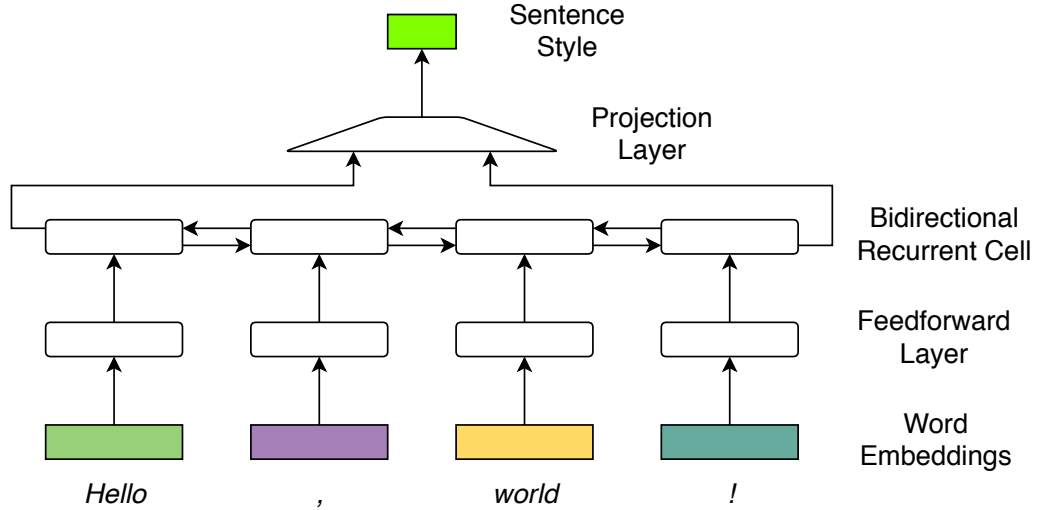 Sentence
Style
Projection
Layer
Bidirectional
Recurrent Cell
Feedforward
Layer
Word
Embeddings
Hello , world !